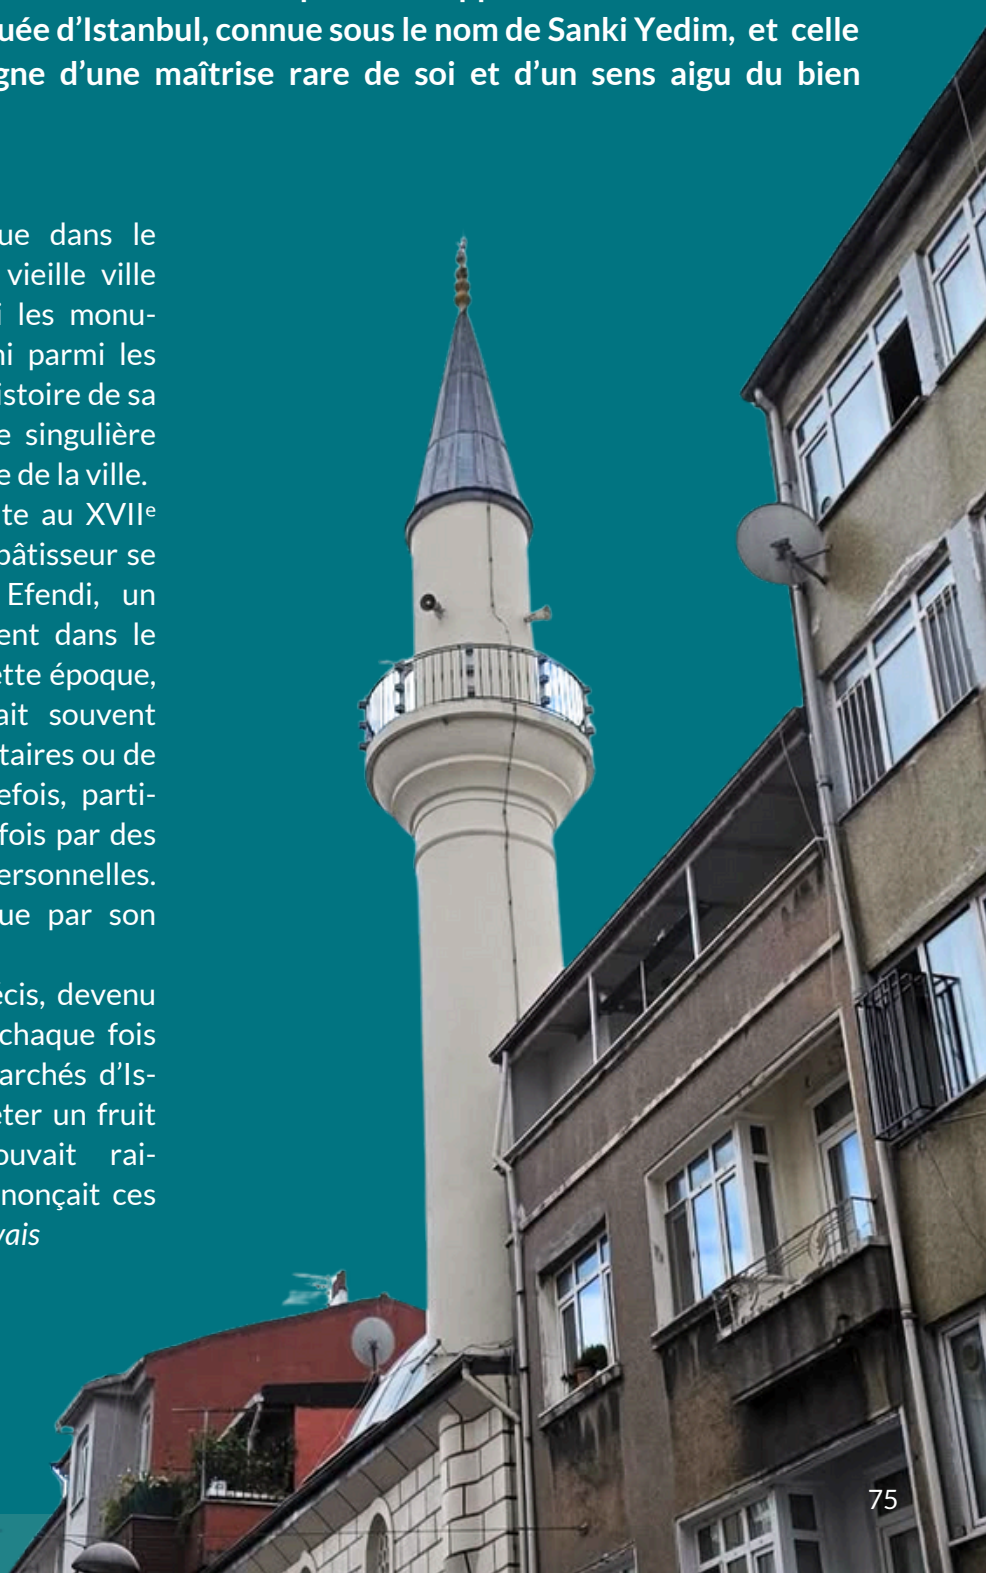 uée d’Istanbul, connue sous le nom de Sanki Yedim, et celle
gne d’une maîtrise rare de soi et d’un sens aigu du bien
ue dans le
vieille ville
i les monu-
ni parmi les
istoire de sa
e singulière
e de la ville.
te au XVIIᵉ
pâtisseur se
Efendi, un
ent dans le
ette époque,
ait souvent
taires ou de
efois, parti-
fois par des
ersonnelles.
ue par son
écis, devenu
chaque fois
archés d’Is-
eter un fruit
ouvait rai-
nonçait ces
vais
75